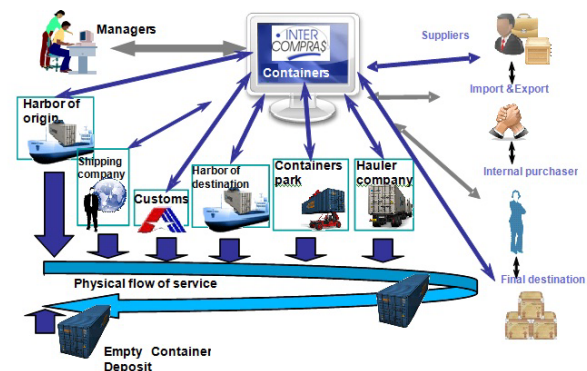 Managers
INTER
COMPRAS
Containers
Suppliers
Import &Export
Internal purchaser
Final destination
Harbor of
origin
Shipping
company
Customs
Harbor of
destination
Containers
park
Hauler
company
Physical flow of service
Empty Container
Deposit